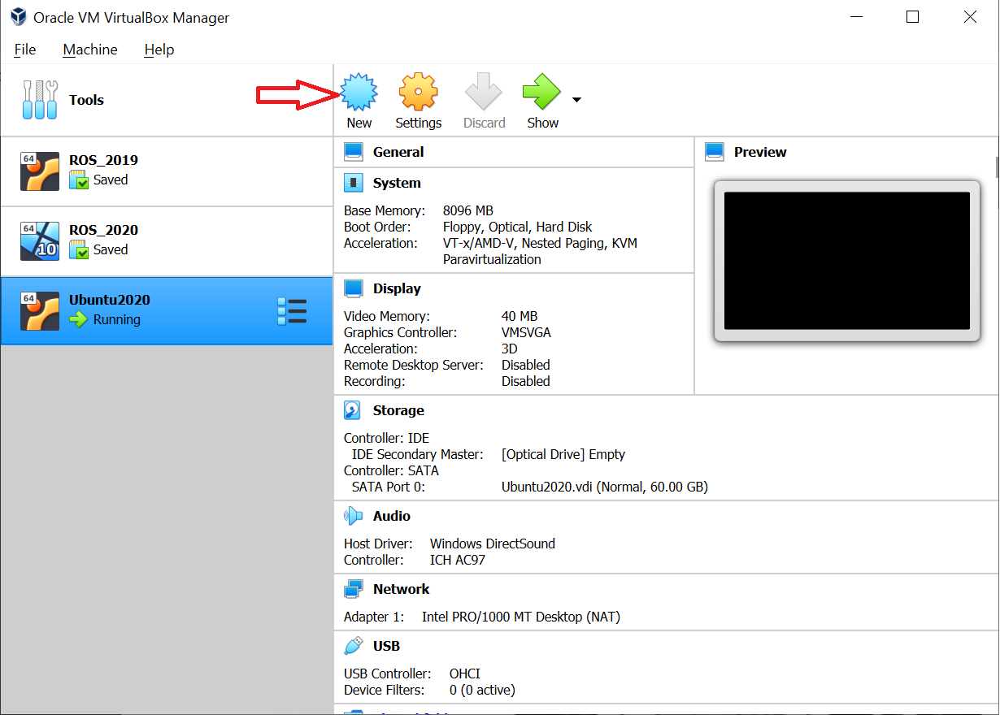 Oracle VM VirtualBox Manager
File Machine Help
Tools
New Settings Discard Show
64
ROS_2019
Saved
64
10
ROS_2020
Saved
64
Ubuntu2020
Running
General
System
Base Memory: 8096 MB
Boot Order: Floppy, Optical, Hard Disk
Acceleration: VT-x/AMD-V, Nested Paging, KVM
Paravirtualization
Display
Video Memory: 40 MB
Graphics Controller: VMSVGA
Acceleration: 3D
Remote Desktop Server: Disabled
Recording: Disabled
Preview
Storage
Controller: IDE
IDE Secondary Master: [Optical Drive] Empty
Controller: SATA
SATA Port 0: Ubuntu2020.vdi (Normal, 60.00 GB)
Audio
Host Driver: Windows DirectSound
Controller: ICH AC97
Network
Adapter 1: Intel PRO/1000 MT Desktop (NAT)
USB
USB Controller: OHCI
Device Filters: 0 (0 active)